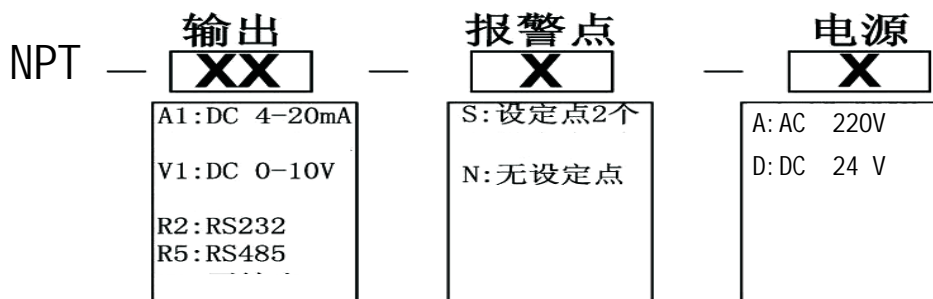 输出 报警点 电源
NPT — XX — X — X
A1:DC 4-20mA
V1:DC 0-10V
R2:RS232
R5:RS485
S:设定点2个
N:无设定点
A:AC 220V
D:DC 24 V